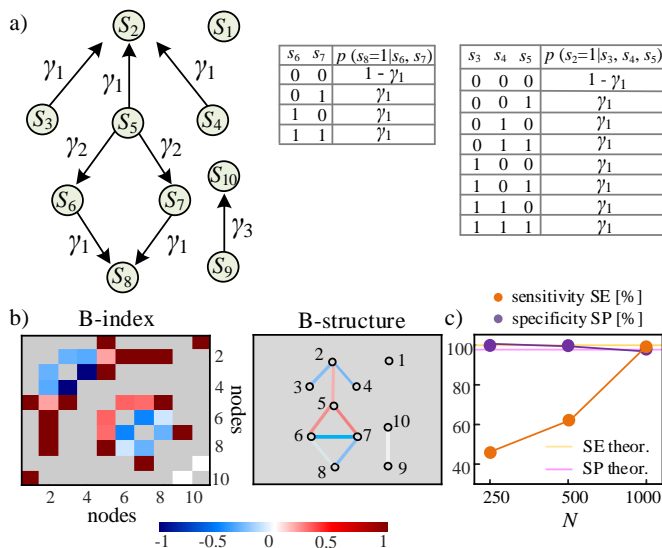 a)
S2
S1
γ1
γ1
γ1
S3
S5
S4
γ2
γ2
S10
S6
S7
γ1
γ1
γ3
S8
S9
s6 s7 p (s8=1|s6, s7)
0 0 1 - γ1
0 1 γ1
1 0 γ1
1 1 γ1
s3 s4 s5 p (s2=1|s3, s4, s5)
0 0 0 1 - γ1
0 0 1 γ1
0 1 0 γ1
0 1 1 γ1
1 0 0 γ1
1 0 1 γ1
1 1 0 γ1
1 1 1 γ1
b) B-index
2
4
6
8
10
nodes
2 4 6 8 10
nodes
-1 -0.5 0 0.5 1
B-structure
2 1
3 4
5
10
6 7
8 9
c)
sensitivity SE [%]
specificity SP [%]
100
80
60
40
SE theor.
SP theor.
250 500 1000
N